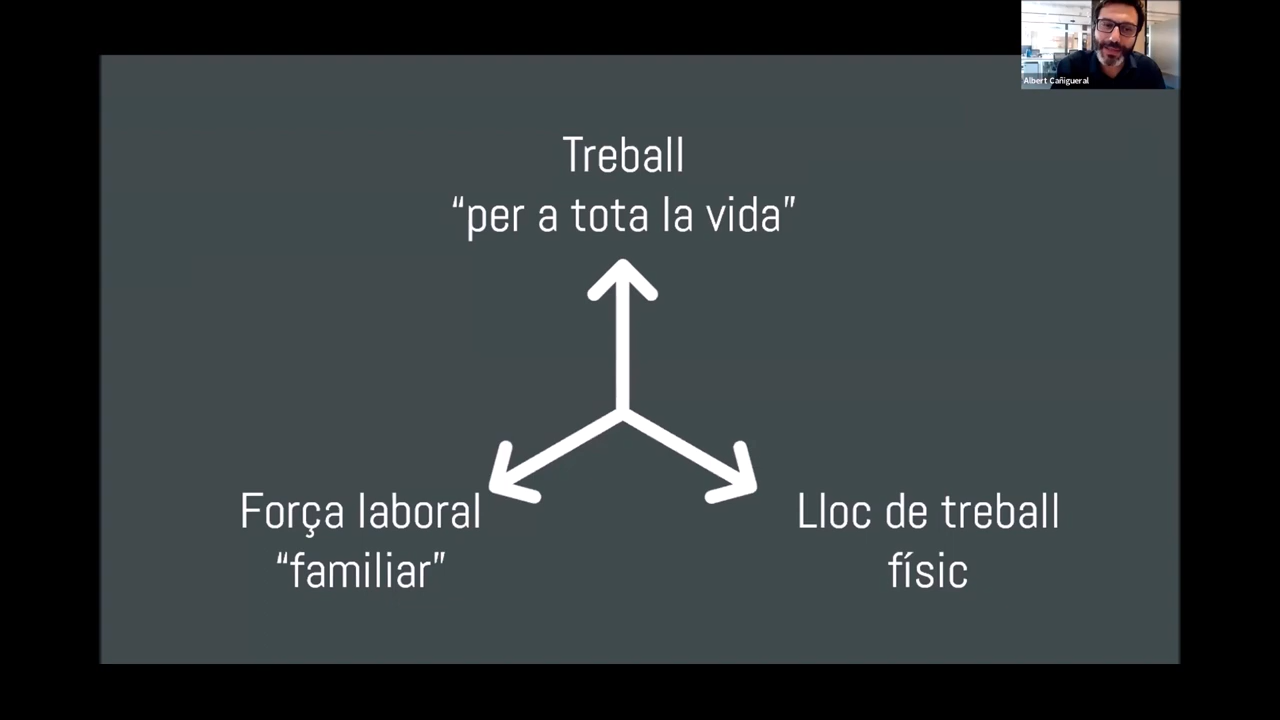 Albert Cañigueral
Treball
“per a tota la vida”
Força laboral
“familiar”
Lloc de treball
físic